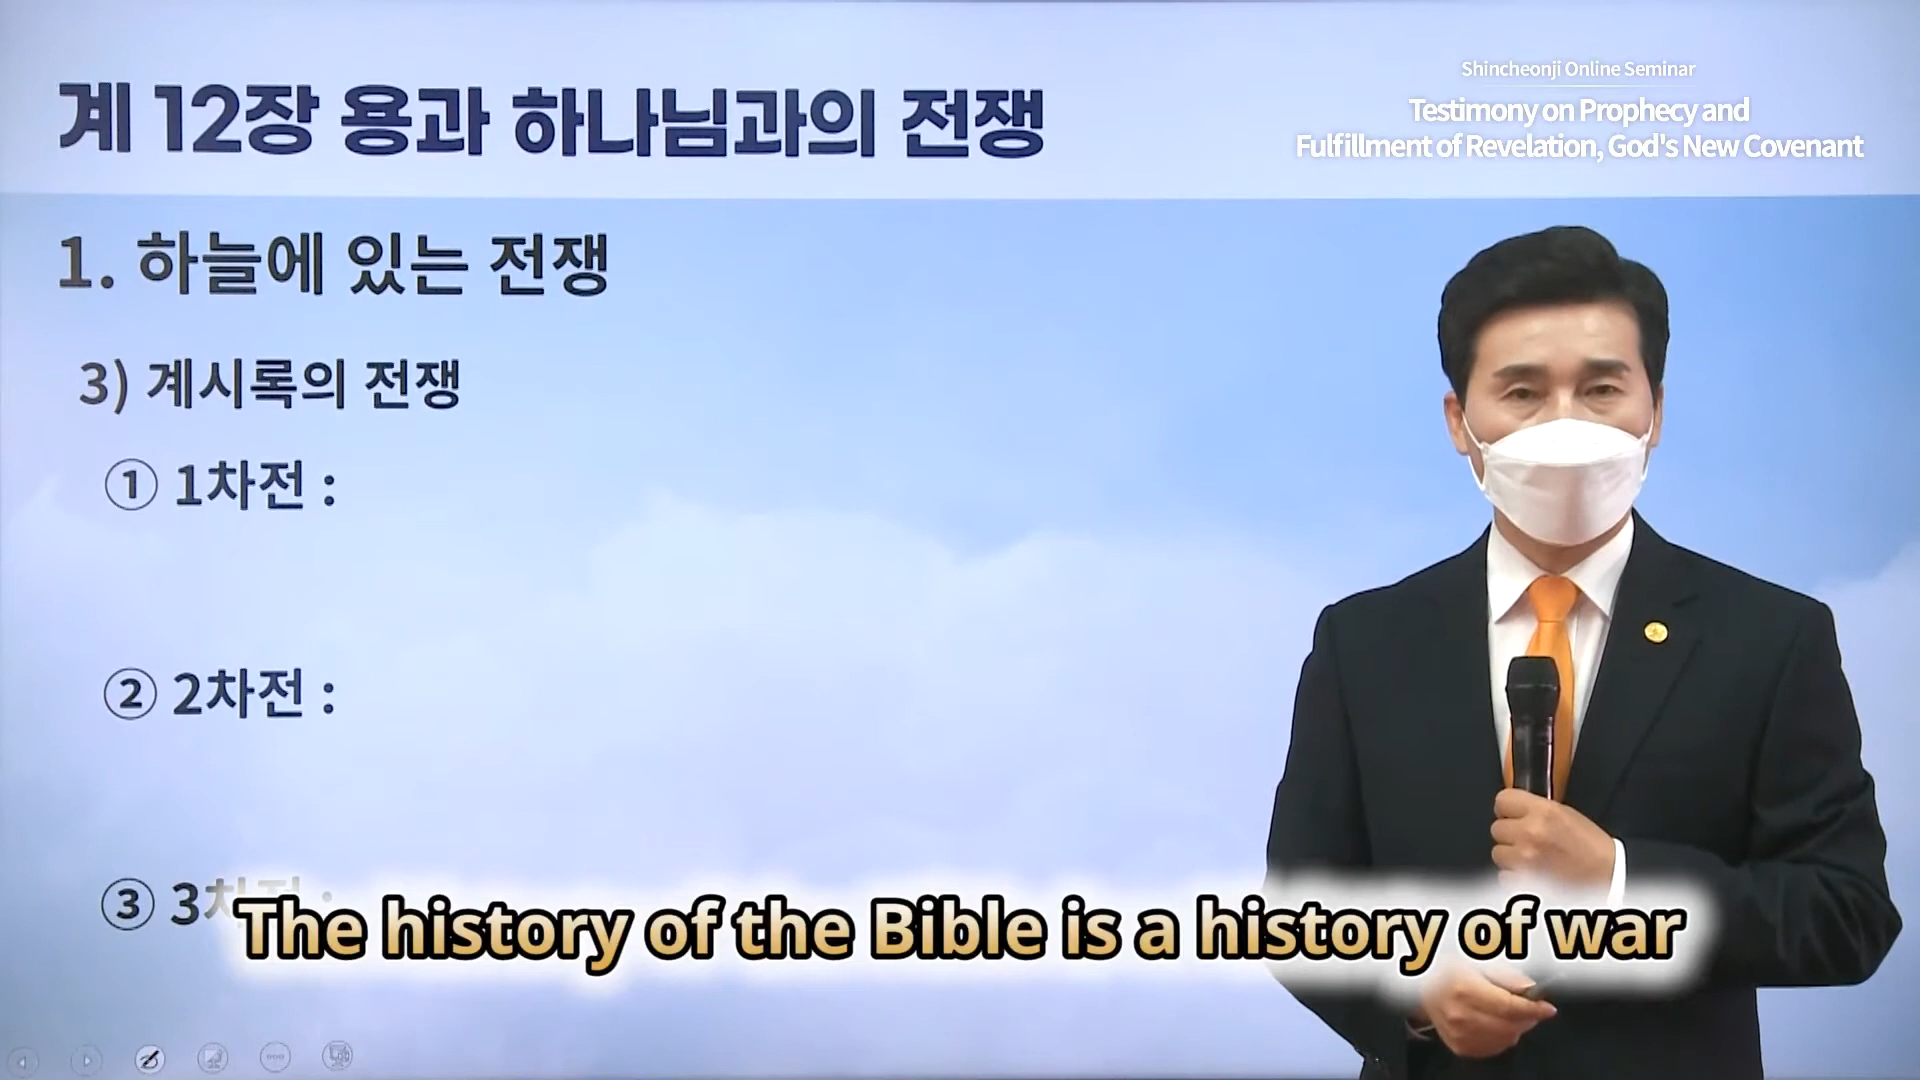 계 12장 용과 하나님과의 전쟁
Shincheonji Online Seminar
Testimony on Prophecy and
Fulfillment of Revelation, God's New Covenant
1. 하늘에 있는 전쟁
3) 계시록의 전쟁
① 1차전 :
② 2차전 :
③ 3차전 :
The history of the Bible is a history of war